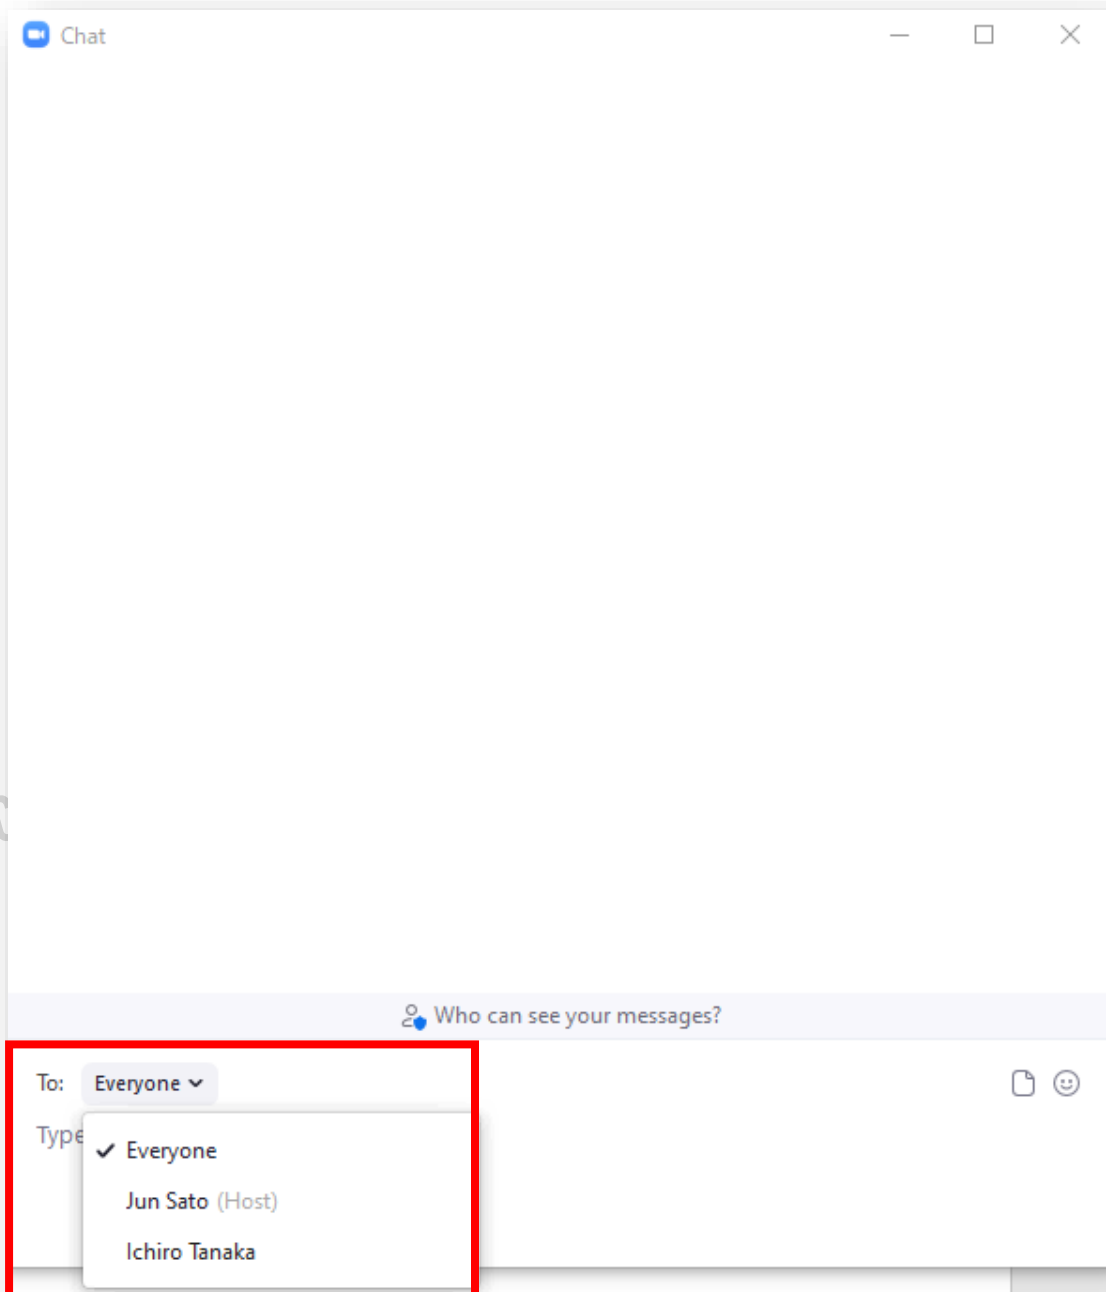 Chat
Who can see your messages?
To: Everyone
Type
Everyone
Jun Sato (Host)
Ichiro Tanaka